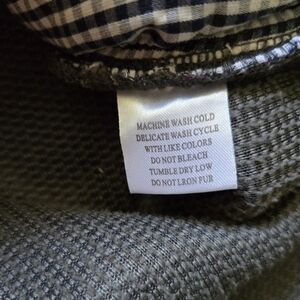 MACHINE WASH COLD
DELICATE WASH CYCLE
WITH LIKE COLORS
DO NOT BLEACH
TUMBLE DRY LOW
DO NOT LRON FUR